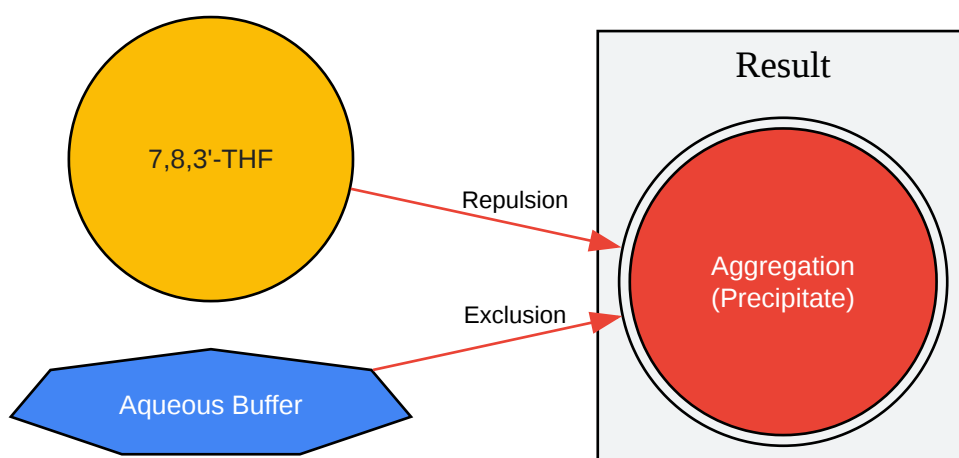 Result
7,8,3'-THF
Repulsion
Aggregation
(Precipitate)
Exclusion
Aqueous Buffer